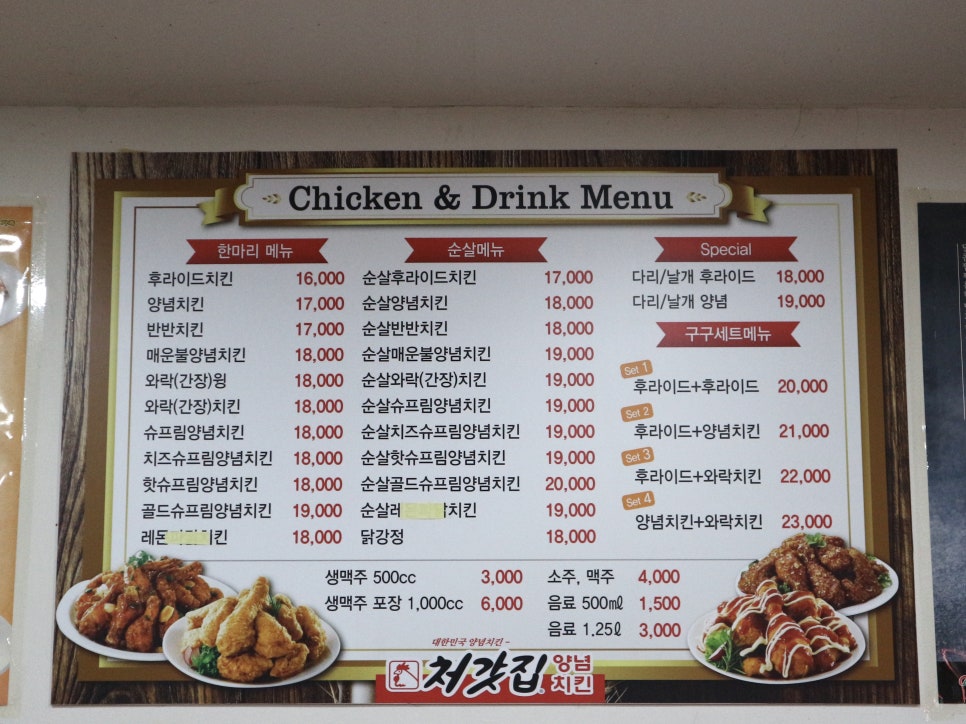 Chicken & Drink Menu
한마리 메뉴
후라이드치킨 16,000
양념치킨 17,000
반반치킨 17,000
매운불양념치킨 18,000
와락(간장)윙 18,000
와락(간장)치킨 18,000
슈프림양념치킨 18,000
치즈슈프림양념치킨 18,000
핫슈프림양념치킨 18,000
골드슈프림양념치킨 19,000
18,000
순살메뉴
순살후라이드치킨 17,000
순살양념치킨 18,000
순살반반치킨 18,000
순살매운불양념치킨 19,000
순살와락(간장)치킨 19,000
순살슈프림양념치킨 19,000
순살치즈슈프림양념치킨 19,000
순살핫슈프림양념치킨 19,000
순살골드슈프림양념치킨 20,000
19,000
닭강정 18,000
Special
다리/날개 후라이드 18,000
다리/날개 양념 19,000
구구세트메뉴
Set 1
후라이드+후라이드 20,000
Set 2
후라이드+양념치킨 21,000
Set 3
후라이드+와락치킨 22,000
Set 4
양념치킨+와락치킨 23,000
생맥주 500cc 3,000
생맥주 포장 1,000cc 6,000
소주, 맥주 4,000
음료 500㎖ 1,500
음료 1.25ℓ 3,000
대한민국 양념치킨~
처갓집 양념
치킨